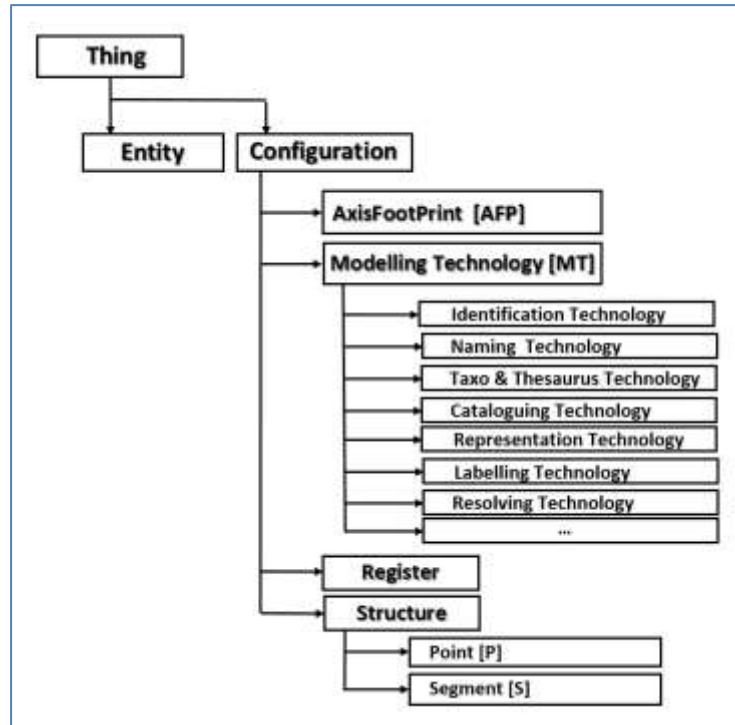 Thing
Entity
Configuration
AxisFootPrint [AFP]
Modelling Technology [MT]
Identification Technology
Naming Technology
Taxo & Thesaurus Technology
Cataloguing Technology
Representation Technology
Labelling Technology
Resolving Technology
...
Register
Structure
Point [P]
Segment [S]